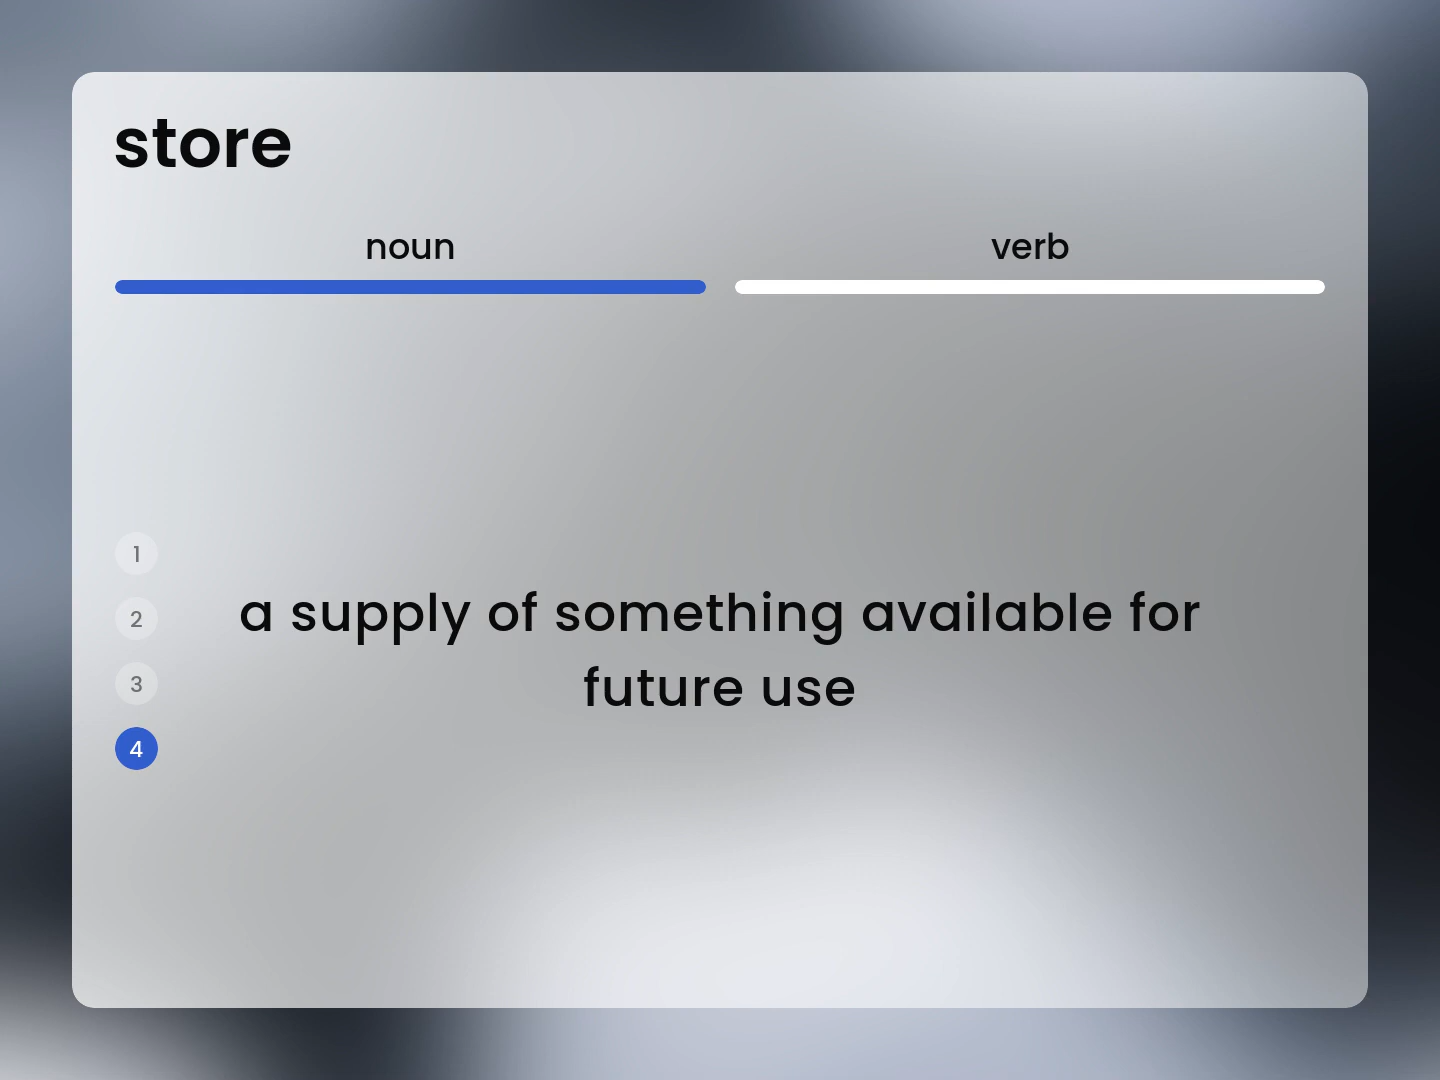 store
noun
verb
1
2
3
4
a supply of something available for
future use